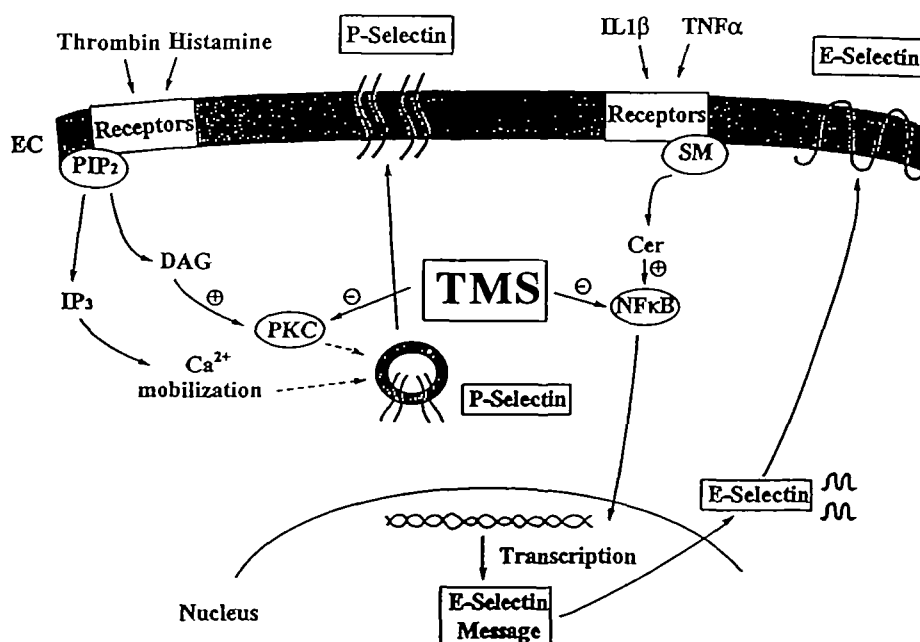 Thrombin Histamine
P-Selectin
IL1β TNFα
E-Selectin
EC
Receptors
Receptors
PIP₂
SM
DAG
Cer
⊕
IP₃
⊕
⊖
TMS
⊖
NFκB
PKC
Ca²⁺
mobilization
P-Selectin
E-Selectin
Transcription
Nucleus
E-Selectin
Message